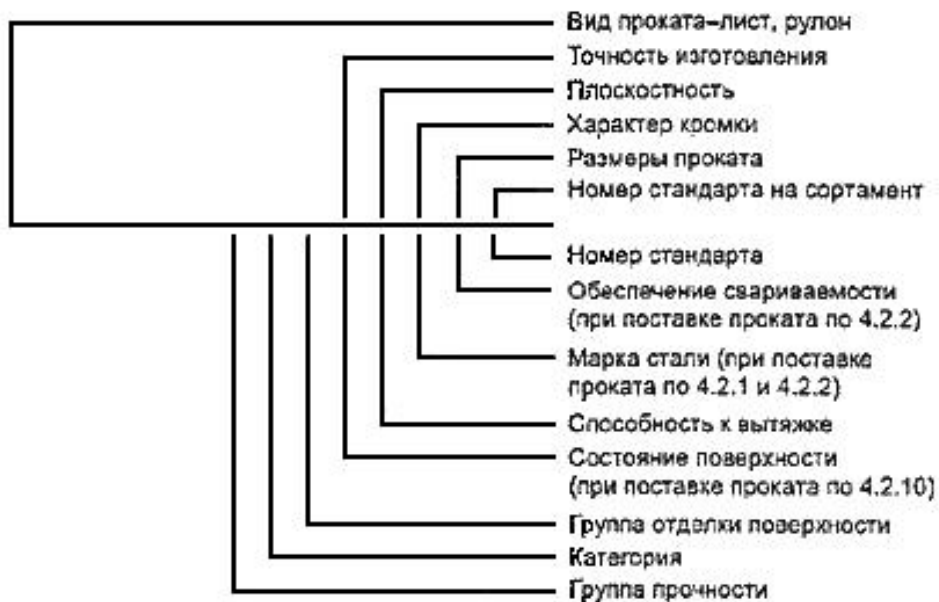 Вид проката–лист, рулон
Точность изготовления
Плоскостность
Характер кромки
Размеры проката
Номер стандарта на сортамент
Номер стандарта
Обеспечение свариваемости
(при поставке проката по 4.2.2)
Марка стали (при поставке
проката по 4.2.1 и 4.2.2)
Способность к вытяжке
Состояние поверхности
(при поставке проката по 4.2.10)
Группа отделки поверхности
Категория
Группа прочности